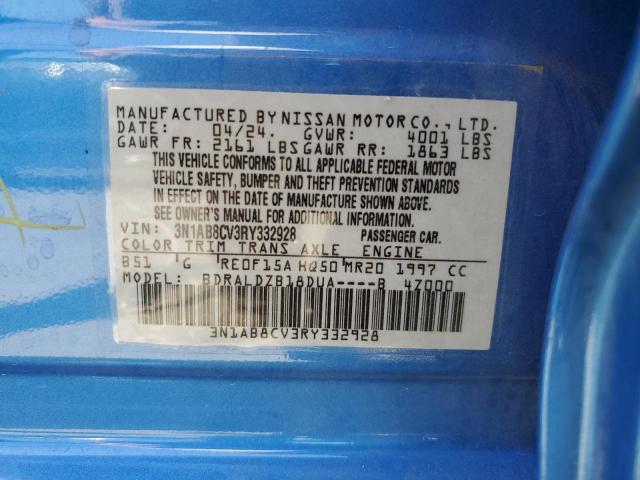 MANUFACTURED BY NISSAN MOTOR CO., LTD.
DATE: 04/24. GVWR: 4001 LBS
GAWR FR: 2161 LBS GAWR RR: 1863 LBS
THIS VEHICLE CONFORMS TO ALL APPLICABLE FEDERAL MOTOR
VEHICLE SAFETY, BUMPER AND THEFT PREVENTION STANDARDS
IN EFFECT ON THE DATE OF MANUFACTURE SHOWN ABOVE.
SEE OWNER'S MANUAL FOR ADDITIONAL INFORMATION.
VIN: 3N1AB8CV3RY332928 PASSENGER CAR.
COLOR TRIM TRANS AXLE ENGINE
B51 G RE0F15A HQ50 MR20 1997 CC
MODEL: BDRALDZB18DUA----B 4Z000
3N1AB8CV3RY332928